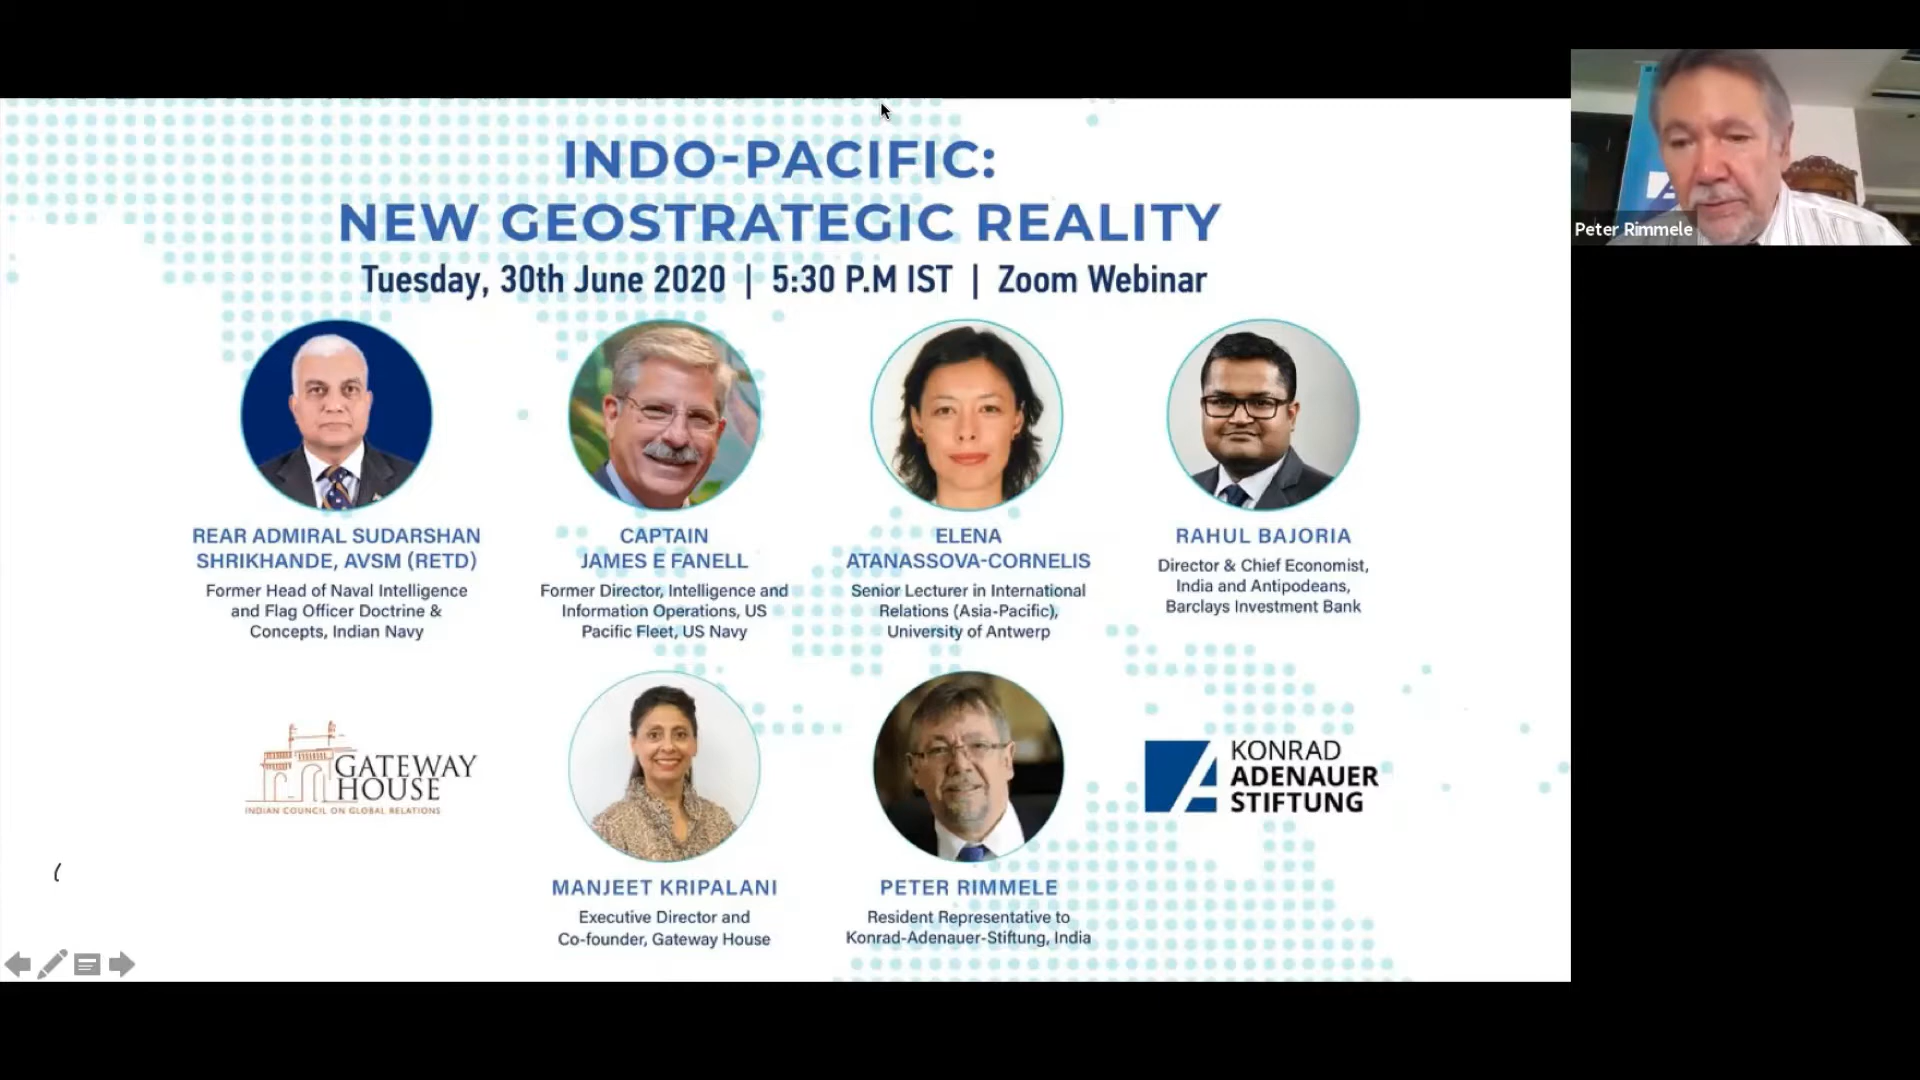 INDO-PACIFIC:
NEW GEOSTRATEGIC REALITY
Tuesday, 30th June 2020 | 5:30 P.M IST | Zoom Webinar
Peter Rimmele
REAR ADMIRAL SUDARSHAN
SHRIKHANDE, AVSM (RETD)
Former Head of Naval Intelligence
and Flag Officer Doctrine &
Concepts, Indian Navy
CAPTAIN
JAMES E FANELL
Former Director, Intelligence and
Information Operations, US
Pacific Fleet, US Navy
ELENA
ATANASSOVA-CORNELIS
Senior Lecturer in International
Relations (Asia-Pacific),
University of Antwerp
RAHUL BAJORIA
Director & Chief Economist,
India and Antipodeans,
Barclays Investment Bank
GATEWAY
HOUSE
INDIAN COUNCIL ON GLOBAL RELATIONS
MANJEET KRIPALANI
Executive Director and
Co-founder, Gateway House
PETER RIMMELE
Resident Representative to
Konrad-Adenauer-Stiftung, India
KONRAD
ADENAUER
STIFTUNG